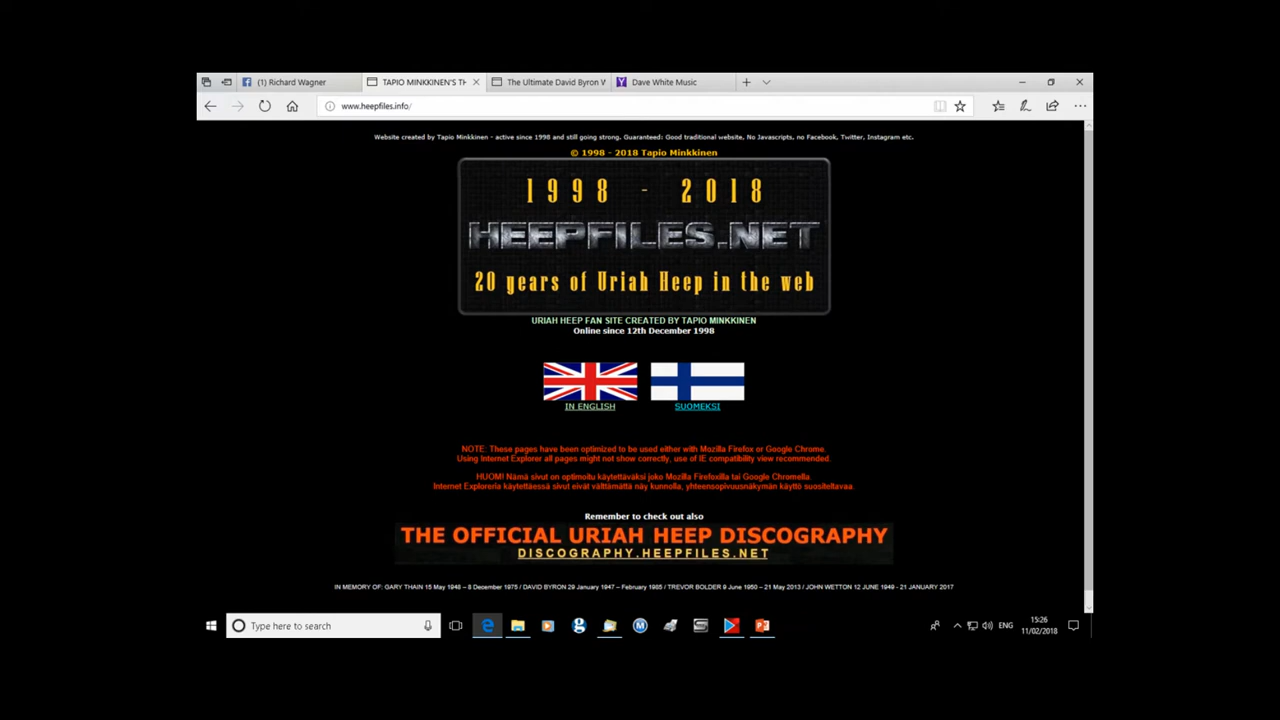 (1) Richard Wagner
TAPIO MINKKINEN'S TH
The Ultimate David Byron W
Dave White Music
www.heepfiles.info/
Website created by Tapio Minkkinen - active since 1998 and still going strong. Guaranteed: Good traditional website, No Javascripts, no Facebook, Twitter, Instagram etc.
© 1998 - 2018 Tapio Minkkinen
1998 - 2018
HEEPFILES.NET
20 years of Uriah Heep in the web
URIAH HEEP FAN SITE CREATED BY TAPIO MINKKINEN
Online since 12th December 1998
IN ENGLISH
SUOMEKSI
NOTE: These pages have been optimized to be used either with Mozilla Firefox or Google Chrome.
Using Internet Explorer all pages might not show correctly, use of IE compatibility view recommended.
HUOM! Nämä sivut on optimoitu käytettäväksi joko Mozilla Firefoxilla tai Google Chromella.
Internet Exploreria käytettäessä sivut eivät välttämättä näy kunnolla, yhteensopivuusnäkymän käyttö suositeltavaa.
Remember to check out also
THE OFFICIAL URIAH HEEP DISCOGRAPHY
DISCOGRAPHY.HEEPFILES.NET
IN MEMORY OF: GARY THAIN 15 May 1948 – 8 December 1975 / DAVID BYRON 29 January 1947 – February 1985 / TREVOR BOLDER 9 June 1950 – 21 May 2013 / JOHN WETTON 12 JUNE 1949 - 21 JANUARY 2017
Type here to search
ENG
15:26
11/02/2018